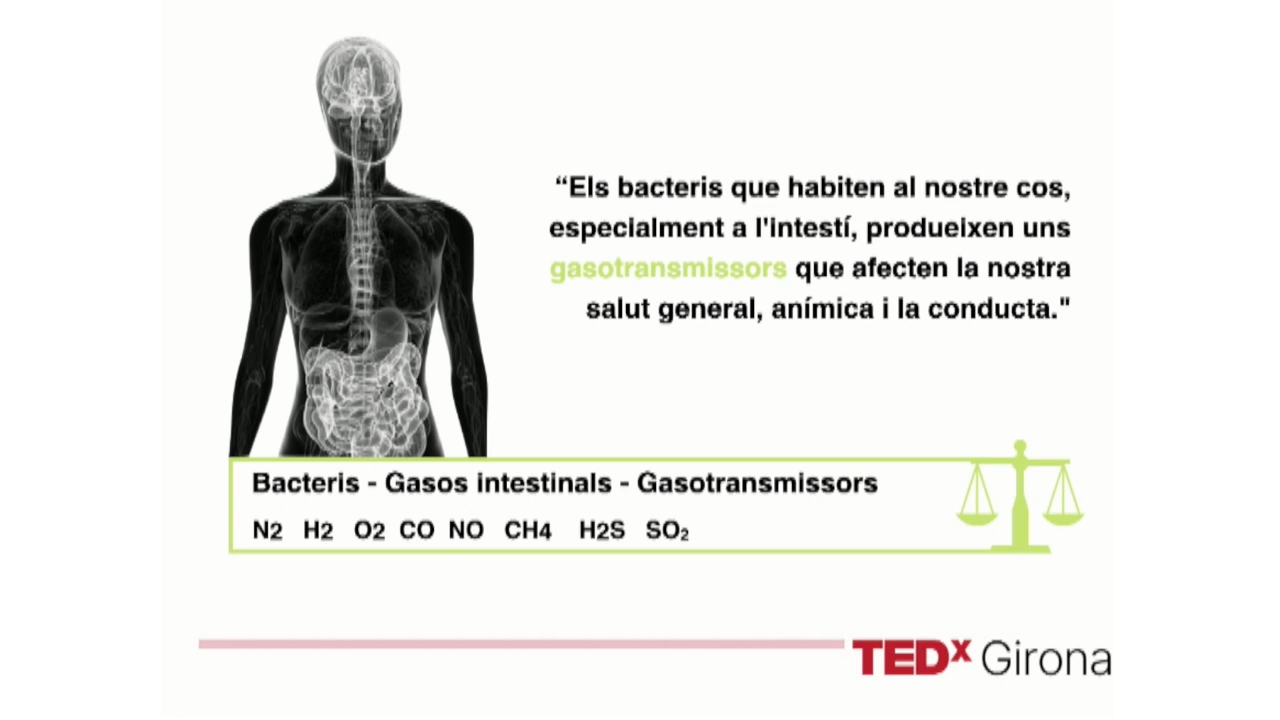 “Els bacteris que habiten al nostre cos,
especialment a l'intestí, produeixen uns
gasotransmissors que afecten la nostra
salut general, anímica i la conducta."
Bacteris - Gasos intestinals - Gasotransmissors
N2 H2 O2 CO NO CH4 H2S SO₂
TEDx Girona